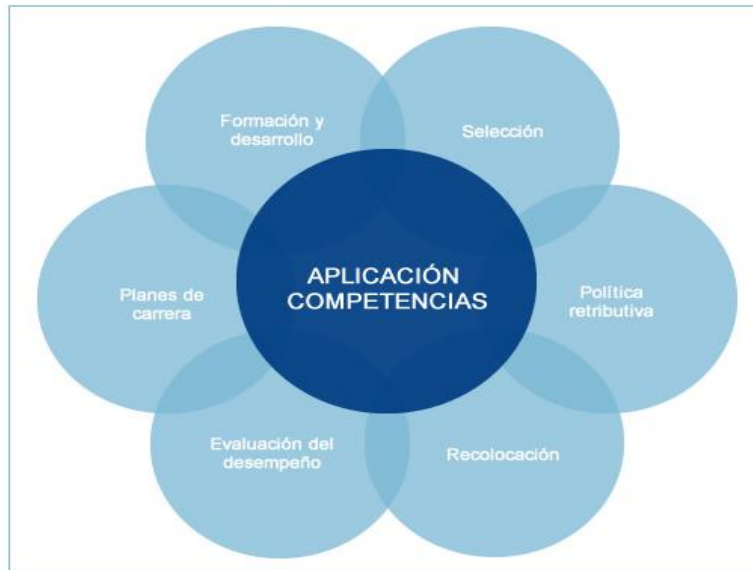 Formación y
desarrollo
Selección
APLICACIÓN
COMPETENCIAS
Planes de
carrera
Política
retributiva
Evaluación del
desempeño
Recolocación